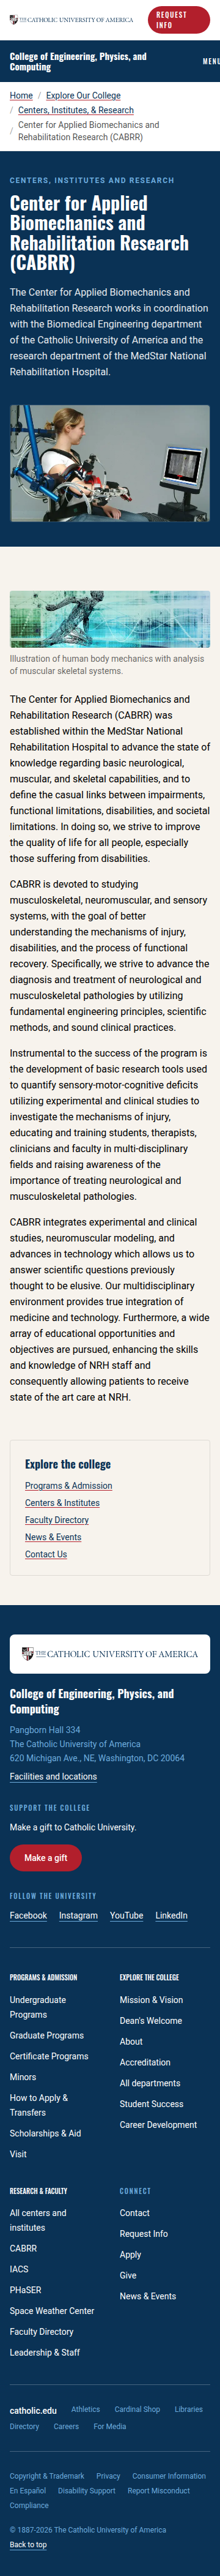 THE CATHOLIC UNIVERSITY OF AMERICA
REQUEST
INFO
College of Engineering, Physics, and
Computing
MENU
Home / Explore Our College
/ Centers, Institutes, & Research
/ Center for Applied Biomechanics and
Rehabilitation Research (CABRR)
CENTERS, INSTITUTES AND RESEARCH
Center for Applied
Biomechanics and
Rehabilitation Research
(CABRR)
The Center for Applied Biomechanics and
Rehabilitation Research works in coordination
with the Biomedical Engineering department
of the Catholic University of America and the
research department of the MedStar National
Rehabilitation Hospital.
Illustration of human body mechanics with analysis
of muscular skeletal systems.
The Center for Applied Biomechanics and
Rehabilitation Research (CABRR) was
established within the MedStar National
Rehabilitation Hospital to advance the state of
knowledge regarding basic neurological,
muscular, and skeletal capabilities, and to
define the causal links between impairments,
functional limitations, disabilities, and societal
limitations. In doing so, we strive to improve
the quality of life for all people, especially
those suffering from disabilities.
CABRR is devoted to studying
musculoskeletal, neuromuscular, and sensory
systems, with the goal of better
understanding the mechanisms of injury,
disabilities, and the process of functional
recovery. Specifically, we strive to advance the
diagnosis and treatment of neurological and
musculoskeletal pathologies by utilizing
fundamental engineering principles, scientific
methods, and sound clinical practices.
Instrumental to the success of the program is
the development of basic research tools used
to quantify sensory-motor-cognitive deficits
utilizing experimental and clinical studies to
investigate the mechanisms of injury,
educating and training students, therapists,
clinicians and faculty in multi-disciplinary
fields and raising awareness of the
importance of treating neurological and
musculoskeletal pathologies.
CABRR integrates experimental and clinical
studies, neuromuscular modeling, and
advances in technology which allows us to
answer scientific questions previously
thought to be elusive. Our multidisciplinary
environment provides true integration of
medicine and technology. Furthermore, a wide
array of educational opportunities and
objectives are pursued, enhancing the skills
and knowledge of NRH staff and
consequently allowing patients to receive
state of the art care at NRH.
Explore the college
Programs & Admission
Centers & Institutes
Faculty Directory
News & Events
Contact Us
THE CATHOLIC UNIVERSITY OF AMERICA
College of Engineering, Physics, and
Computing
Pangborn Hall 334
The Catholic University of America
620 Michigan Ave., NE, Washington, DC 20064
Facilities and locations
SUPPORT THE COLLEGE
Make a gift to Catholic University.
Make a gift
FOLLOW THE UNIVERSITY
Facebook Instagram YouTube LinkedIn
PROGRAMS & ADMISSION
Undergraduate
Programs
Graduate Programs
Certificate Programs
Minors
How to Apply &
Transfers
Scholarships & Aid
Visit
EXPLORE THE COLLEGE
Mission & Vision
Dean's Welcome
About
Accreditation
All departments
Student Success
Career Development
RESEARCH & FACULTY
All centers and
institutes
CABRR
IACS
PHaSER
Space Weather Center
Faculty Directory
Leadership & Staff
CONNECT
Contact
Request Info
Apply
Give
News & Events
catholic.edu Athletics Cardinal Shop Libraries
Directory Careers For Media
Copyright & Trademark Privacy Consumer Information
En Español Disability Support Report Misconduct
Compliance
© 1887-2026 The Catholic University of America
Back to top